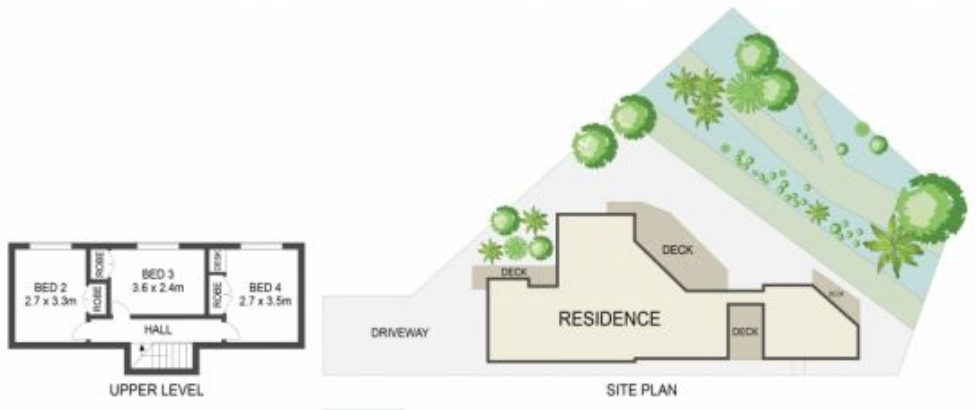 BED 2
2.7 x 3.3m
ROBE
ROBE
BED 3
3.6 x 2.4m
DESK
ROBE
BED 4
2.7 x 3.5m
HALL
UPPER LEVEL
DECK
DECK
DECK
RESIDENCE
DRIVEWAY
SITE PLAN